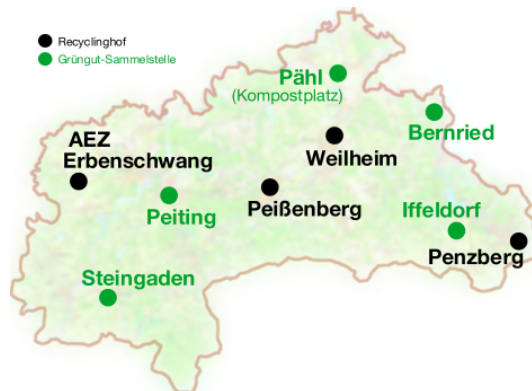 Recyclinghof
Grüngut-Sammelstelle
Pähl
(Kompostplatz)
Bernried
AEZ
Erbenschwang
Weilheim
Peiting
Peißenberg
Iffeldorf
Penzberg
Steingaden